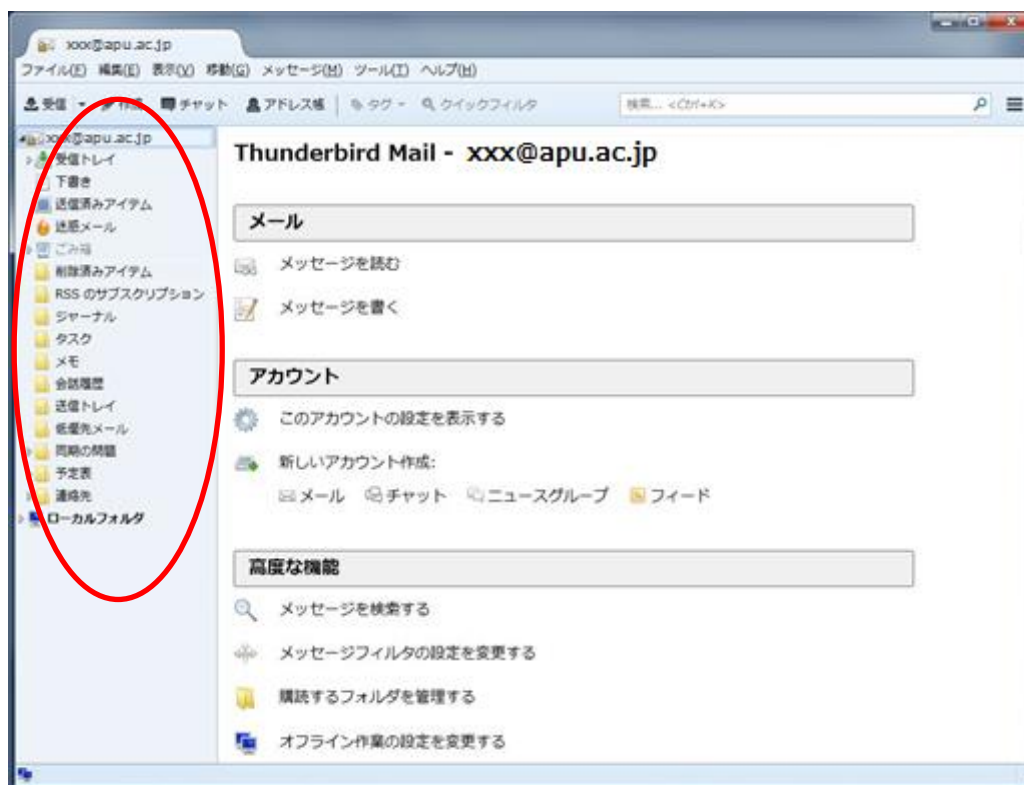 xxx@apu.ac.jp
ファイル(F) 編集(E) 表示(V) 移動(G) メッセージ(M) ツール(T) ヘルプ(H)
受信 作成 チャット アドレス帳 タグ クイックフィルタ 検索... <Ctrl+K>
xxx@apu.ac.jp
受信トレイ
下書き
送信済みアイテム
迷惑メール
ごみ箱
削除済みアイテム
RSS のサブスクリプション
ジャーナル
タスク
メモ
会話履歴
送信トレイ
低優先メール
同期の問題
予定表
連絡先
ローカルフォルダ
Thunderbird Mail - xxx@apu.ac.jp
メール
メッセージを読む
メッセージを書く
アカウント
このアカウントの設定を表示する
新しいアカウント作成:
メール チャット ニュースグループ フィード
高度な機能
メッセージを検索する
メッセージフィルタの設定を変更する
購読するフォルダを管理する
オフライン作業の設定を変更する